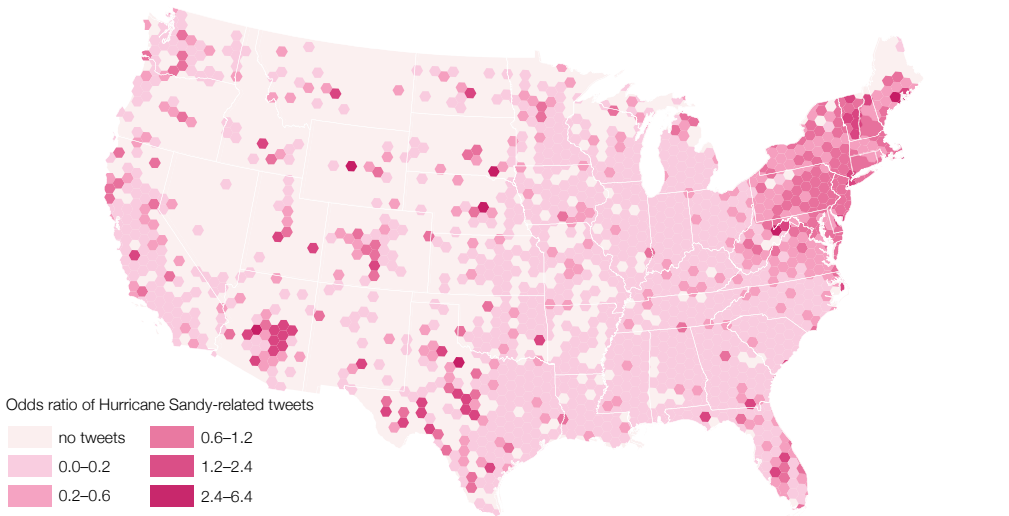 Odds ratio of Hurricane Sandy-related tweets
no tweets
0.0–0.2
0.2–0.6
0.6–1.2
1.2–2.4
2.4–6.4